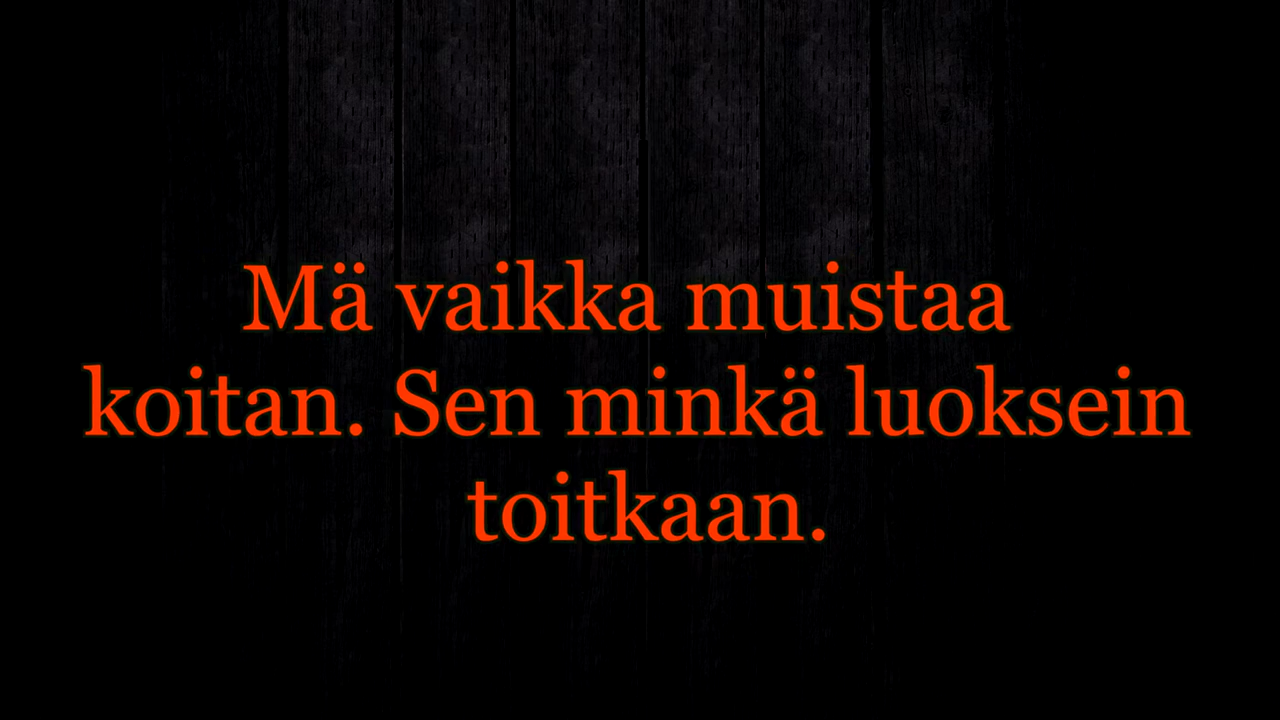 Mä vaikka muistaa
koitan. Sen minkä luoksein
toitkaan.